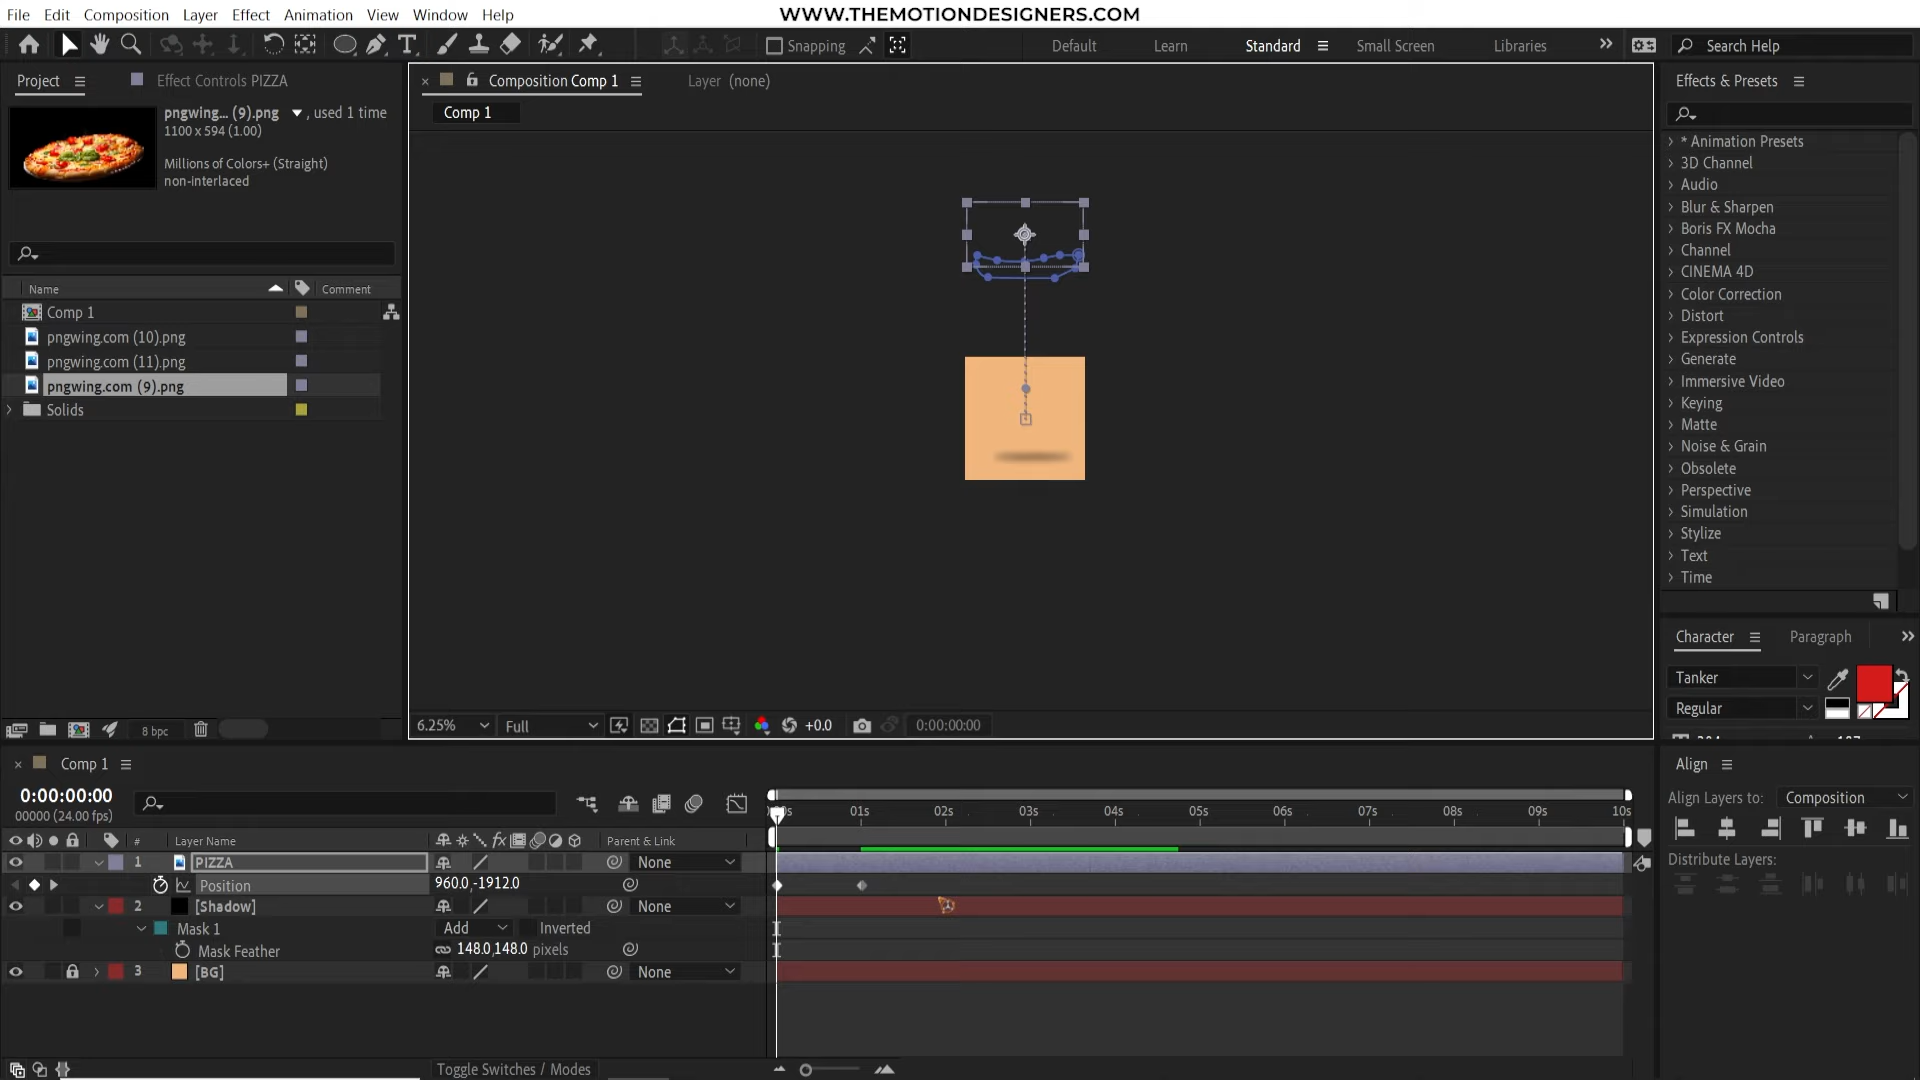 File Edit Composition Layer Effect Animation View Window Help
WWW.THEMOTIONDESIGNERS.COM
Snapping
Default Learn Standard Small Screen Libraries
Search Help
Project
Effect Controls PIZZA
pngwing... (9).png , used 1 time
1100 x 594 (1.00)
Millions of Colors+ (Straight)
non-interlaced
Name Comment
Comp 1
pngwing.com (10).png
pngwing.com (11).png
pngwing.com (9).png
Solids
8 bpc
Composition Comp 1
Layer (none)
Comp 1
6.25% Full +0.0 0:00:00:00
Effects & Presets
* Animation Presets
3D Channel
Audio
Blur & Sharpen
Boris FX Mocha
Channel
CINEMA 4D
Color Correction
Distort
Expression Controls
Generate
Immersive Video
Keying
Matte
Noise & Grain
Obsolete
Perspective
Simulation
Stylize
Text
Time
Character Paragraph
Tanker
Regular
Align
Align Layers to: Composition
Distribute Layers:
Comp 1
0:00:00:00
00000 (24.00 fps)
# Layer Name Parent & Link
1 PIZZA None
Position 960.0,-1912.0
2 [Shadow] None
Mask 1 Add Inverted
Mask Feather 148.0,148.0 pixels
3 [BG] None
01s 02s 03s 04s 05s 06s 07s 08s 09s 10s
Toggle Switches / Modes